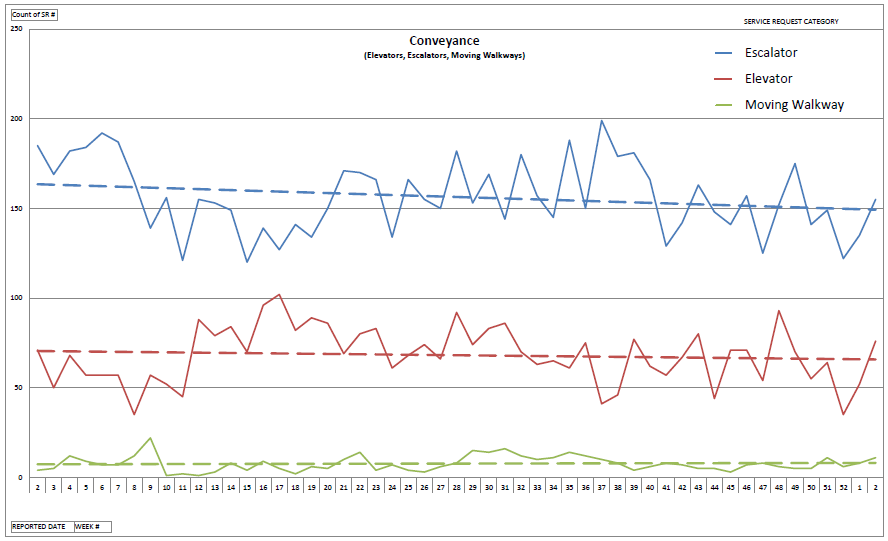 Count of SR #
250
SERVICE REQUEST CATEGORY
Conveyance
(Elevators, Escalators, Moving Walkways)
Escalator
Elevator
Moving Walkway
200
150
100
50
0
2 3 4 5 6 7 8 9 10 11 12 13 14 15 16 17 18 19 20 21 22 23 24 25 26 27 28 29 30 31 32 33 34 35 36 37 38 39 40 41 42 43 44 45 46 47 48 49 50 51 52 1 2
REPORTED DATE WEEK #